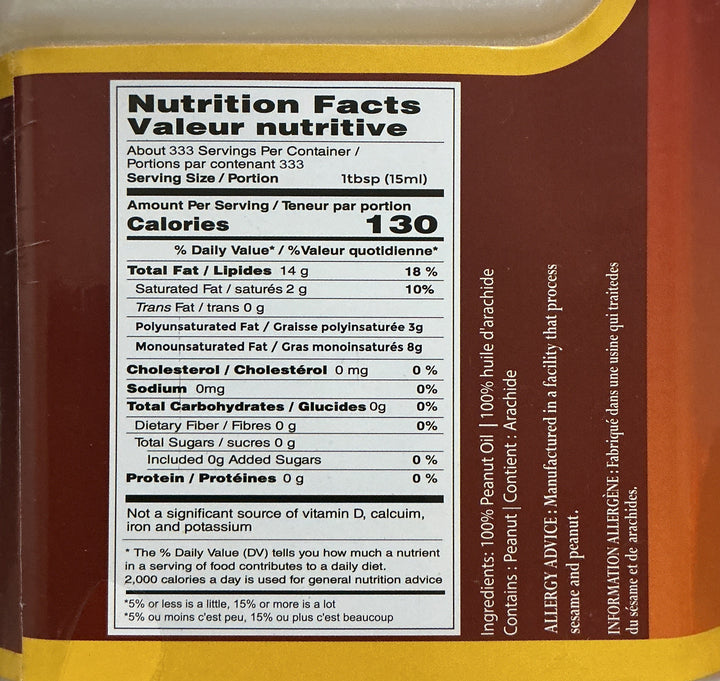 Nutrition Facts
Valeur nutritive
About 333 Servings Per Container /
Portions par contenant 333
Serving Size / Portion 1tbsp (15ml)
Amount Per Serving / Teneur par portion
Calories 130
% Daily Value* / %Valeur quotidienne*
Total Fat / Lipides 14 g 18 %
Saturated Fat / saturés 2 g 10%
Trans Fat / trans 0 g
Polyunsaturated Fat / Graisse polyinsaturée 3g
Monounsaturated Fat / Gras monoinsaturés 8g
Cholesterol / Cholestérol 0 mg 0 %
Sodium 0mg 0%
Total Carbohydrates / Glucides 0g 0%
Dietary Fiber / Fibres 0 g 0%
Total Sugars / sucres 0 g
Included 0g Added Sugars 0 %
Protein / Protéines 0 g 0 %
Not a significant source of vitamin D, calcuim,
iron and potassium
* The % Daily Value (DV) tells you how much a nutrient
in a serving of food contributes to a daily diet.
2,000 calories a day is used for general nutrition advice
*5% or less is a little, 15% or more is a lot
*5% ou moins c'est peu, 15% ou plus c'est beaucoup
Ingredients: 100% Peanut Oil | 100% huile d'arachide
Contains : Peanut | Contient : Arachide
ALLERGY ADVICE : Manufactured in a facility that process
sesame and peanut.
INFORMATION ALLERGÈNE : Fabriqué dans une usine qui traitedes
du sésame et de arachides.